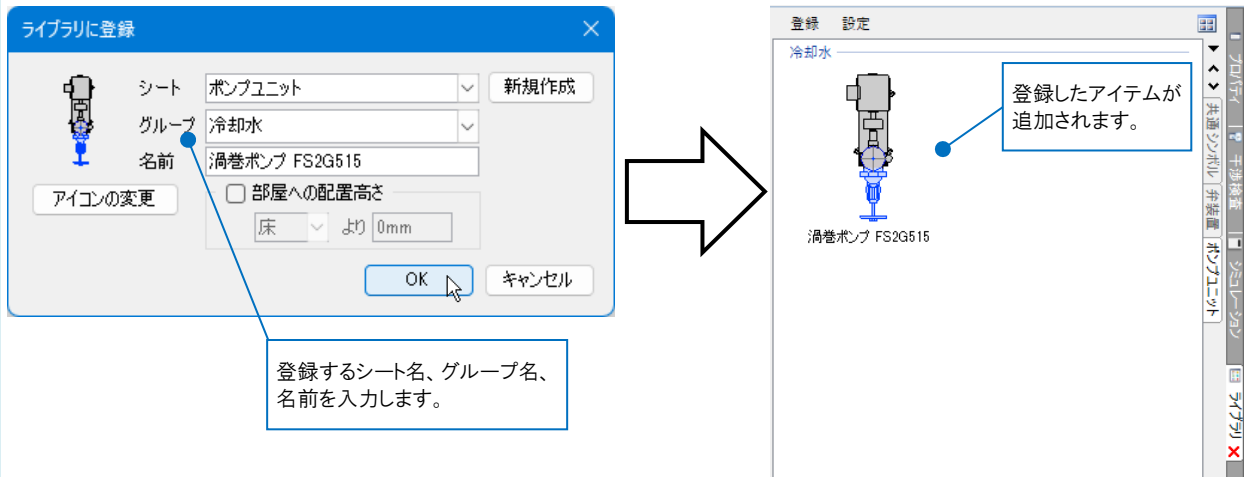 ライブラリに登録
シート
ポンプユニット
新規作成
グループ
冷却水
名前
渦巻ポンプ FS2G515
アイコンの変更
部屋への配置高さ
床
より
0mm
OK
キャンセル
登録するシート名、グループ名、
名前を入力します。
登録
設定
冷却水
渦巻ポンプ FS2G515
登録したアイテムが
追加されます。
共通シンボル
弁装置
ポンプユニット
プロパティ
干渉検査
シミュレーション
ライブラリ